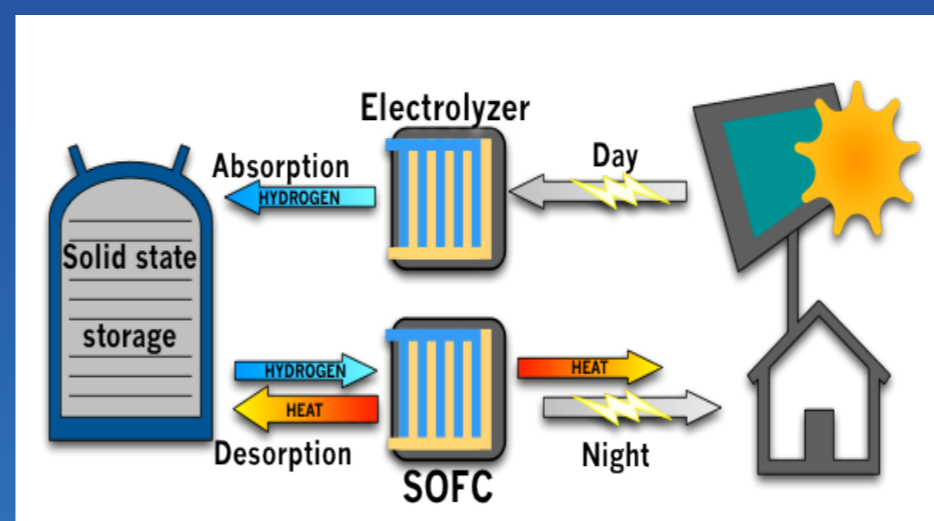 Electrolyzer
Absorption
HYDROGEN
Day
Solid state
storage
HYDROGEN
HEAT
HEAT
Desorption
Night
SOFC